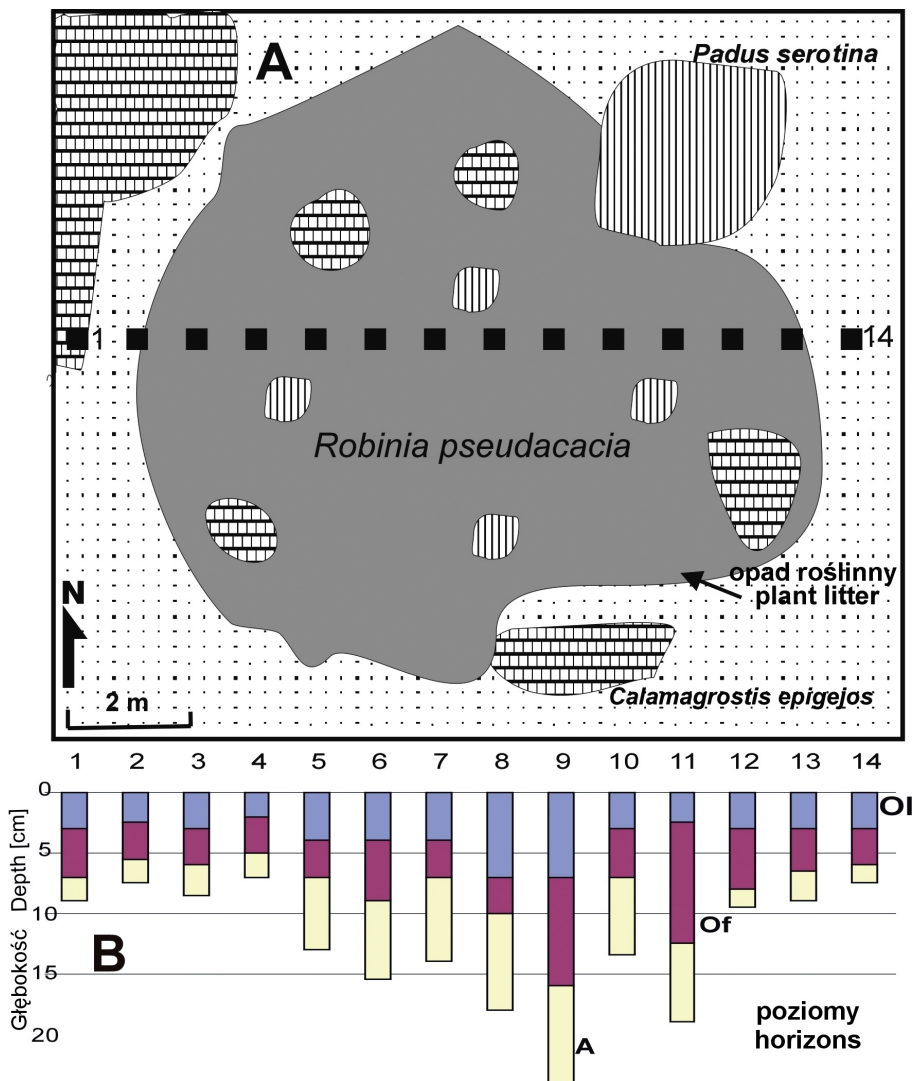 A
Padus serotina
1
14
Robinia pseudacacia
opad roślinny
plant litter
N
2 m
Calamagrostis epigejos
1 2 3 4 5 6 7 8 9 10 11 12 13 14
0
5
10
15
20
Głębokość Depth [cm]
Ol
Of
A
B
poziomy
horizons